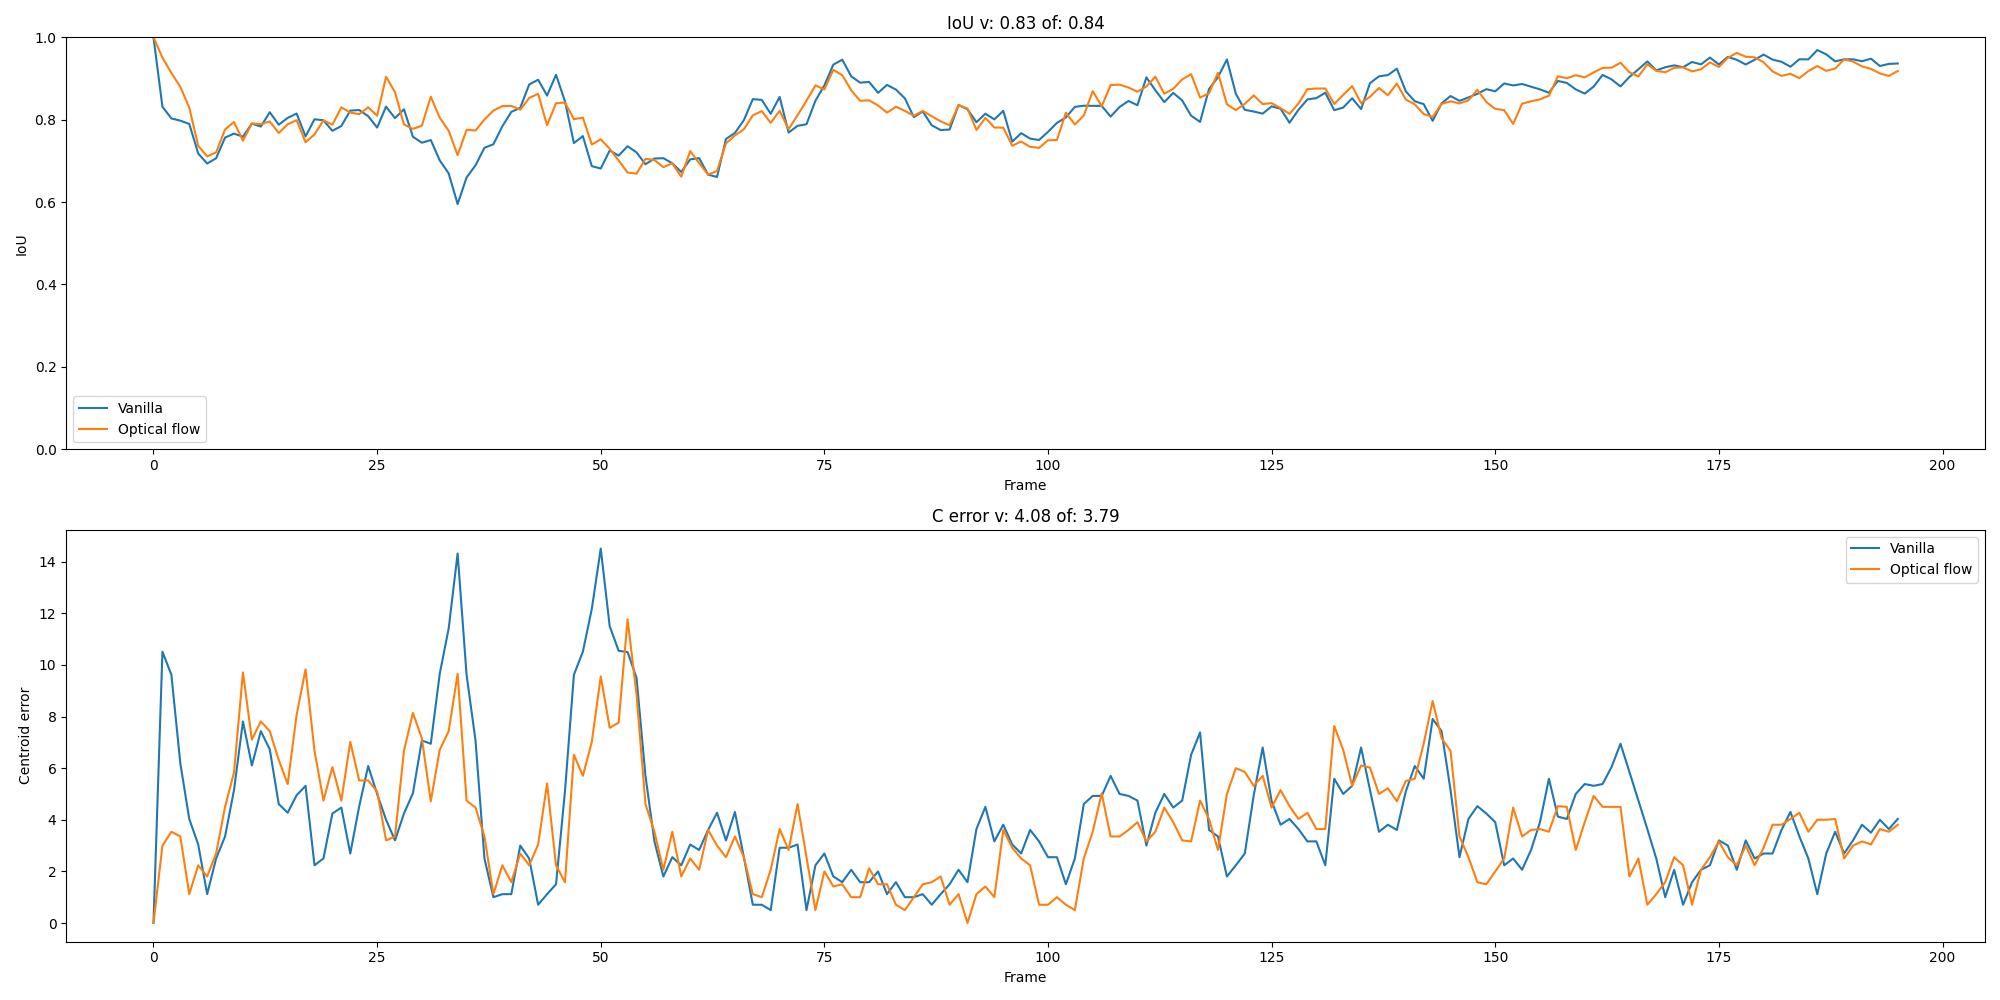 IoU v: 0.83 of: 0.84
IoU
1.0
0.8
0.6
0.4
0.2
0.0
Vanilla
Optical flow
0 25 50 75 100 125 150 175 200
Frame
C error v: 4.08 of: 3.79
Centroid error
14
12
10
8
6
4
2
0
Vanilla
Optical flow
0 25 50 75 100 125 150 175 200
Frame